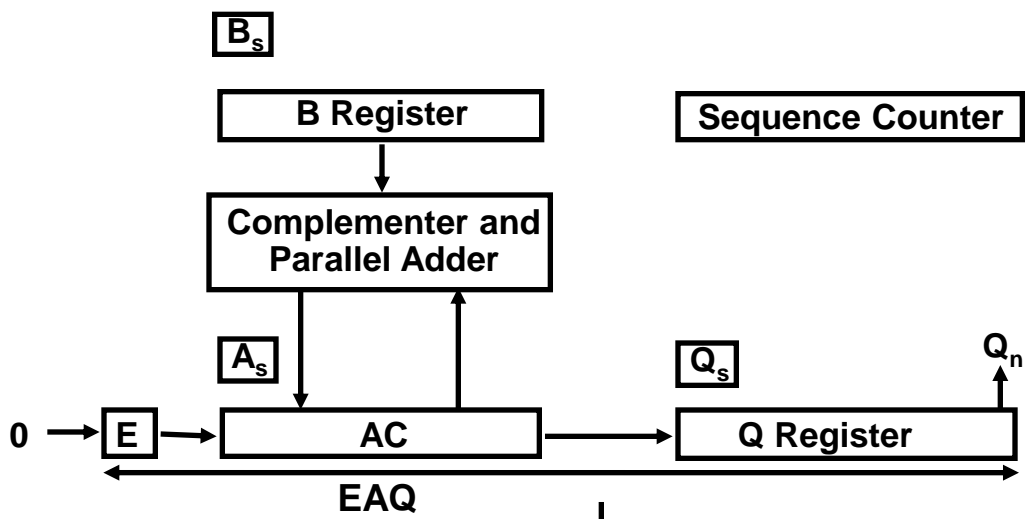 Bs
B Register
Sequence Counter
Complementer and
Parallel Adder
As
Qs
Qn
0
E
AC
Q Register
EAQ